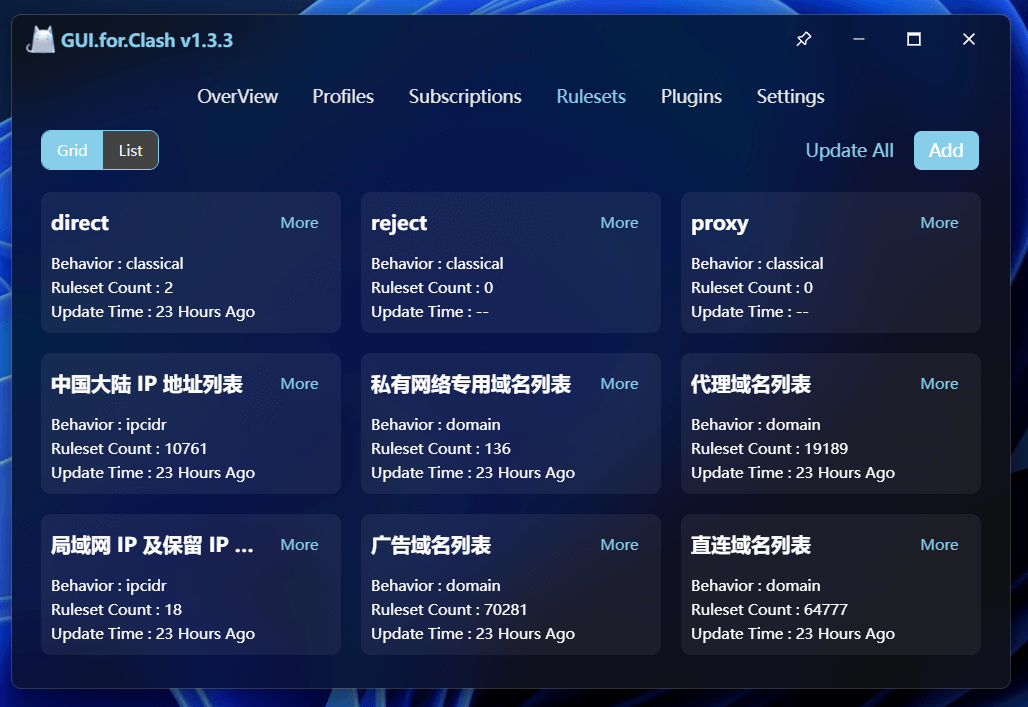 GUI.for.Clash v1.3.3
OverView Profiles Subscriptions Rulesets Plugins Settings
Grid List Update All Add
direct More
Behavior : classical
Ruleset Count : 2
Update Time : 23 Hours Ago
reject More
Behavior : classical
Ruleset Count : 0
Update Time : --
proxy More
Behavior : classical
Ruleset Count : 0
Update Time : --
中国大陆 IP 地址列表 More
Behavior : ipcidr
Ruleset Count : 10761
Update Time : 23 Hours Ago
私有网络专用域名列表 More
Behavior : domain
Ruleset Count : 136
Update Time : 23 Hours Ago
代理域名列表 More
Behavior : domain
Ruleset Count : 19189
Update Time : 23 Hours Ago
局域网 IP 及保留 IP ... More
Behavior : ipcidr
Ruleset Count : 18
Update Time : 23 Hours Ago
广告域名列表 More
Behavior : domain
Ruleset Count : 70281
Update Time : 23 Hours Ago
直连域名列表 More
Behavior : domain
Ruleset Count : 64777
Update Time : 23 Hours Ago